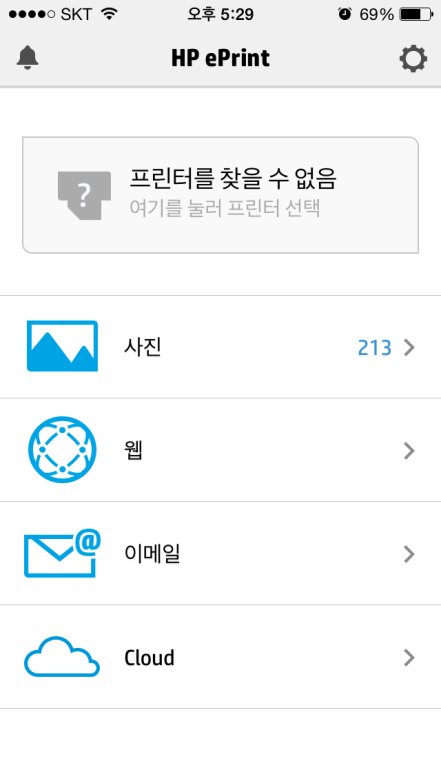 SKT 오후 5:29 69%
HP ePrint
?
프린터를 찾을 수 없음
여기를 눌러 프린터 선택
사진 213
웹
@
이메일
Cloud